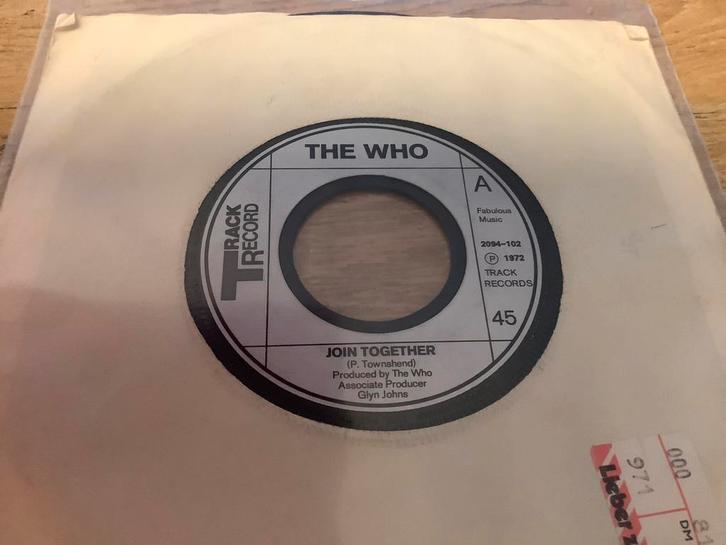 THE WHO
TRACK
RECORD
A
Fabulous
Music
2094-102
Ⓟ 1972
TRACK
RECORDS
45
JOIN TOGETHER
(P. Townshend)
Produced by The Who
Associate Producer
Glyn Johns
000
971
DM
Lieber